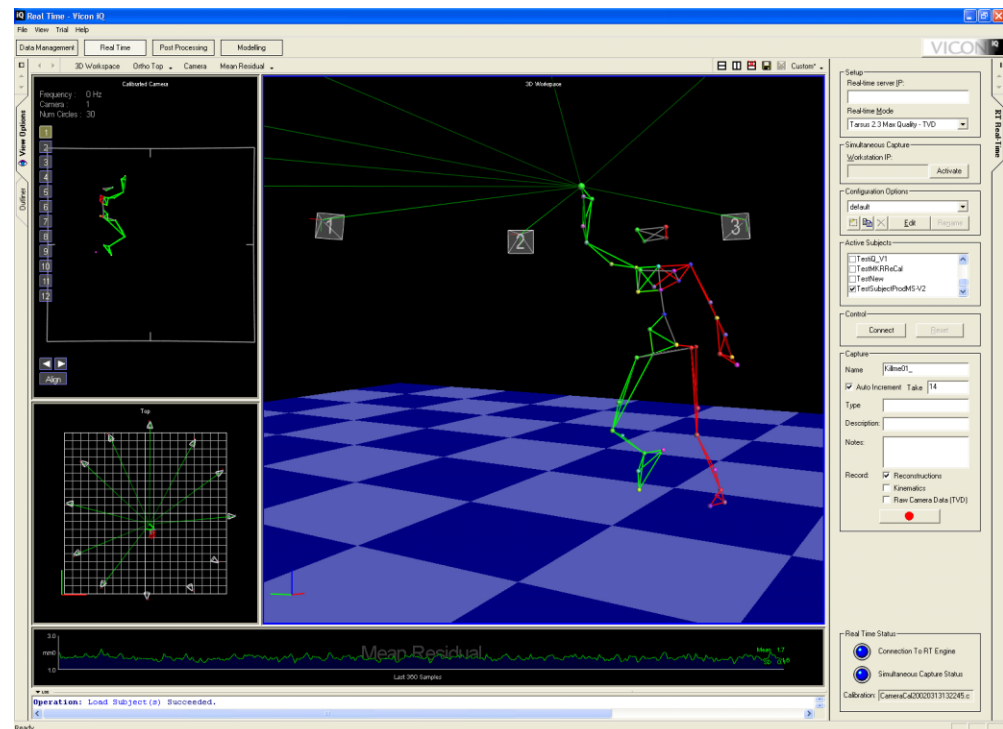 Real Time - Vicon iQ
File View Trial Help
Data Management Real Time Post Processing Modelling
VICON iQ
3D Workspace Ortho Top Camera Mean Residual Custom*
View Options
Outliner
Calibrated Camera
Frequency : 0 Hz
Camera : 1
Num Circles : 30
1
2
3
4
5
6
7
8
9
10
11
12
Align
3D Workspace
1
2
3
Top
3.0
mm0
1.0
Mean Residual
Mean 1.7
Last 360 Samples
Log
Operation: Load Subject(s) Succeeded.
Ready
RT Real-Time
Setup
Real-time server IP:
Real-time Mode
Tarsus 2.3 Max Quality - TVD
Simultaneous Capture
Workstation IP:
Activate
Configuration Options
default
Edit Rename
Active Subjects
TestiQ_V1
TestMKRReCal
TestNew
TestSubjectProdMS-V2
Control
Connect Reset
Capture
Name Killme01_
Auto Increment Take 14
Type
Description:
Notes:
Record: Reconstructions
Kinematics
Raw Camera Data (TVD)
Real Time Status
Connection To RT Engine
Simultaneous Capture Status
Calibration: CameraCal20020313132245.c